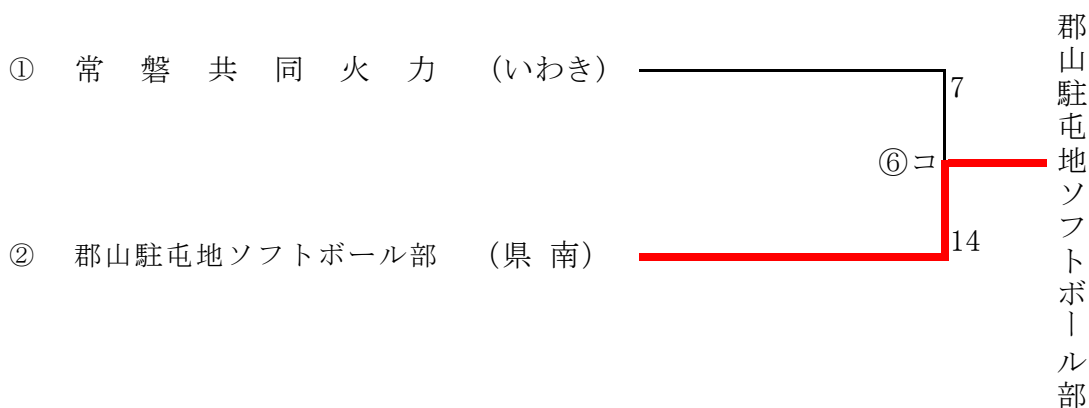 ① 常磐共同火力 (いわき)
7
⑥コ
② 郡山駐屯地ソフトボール部 (県南)
14
郡山駐屯地ソフトボール部